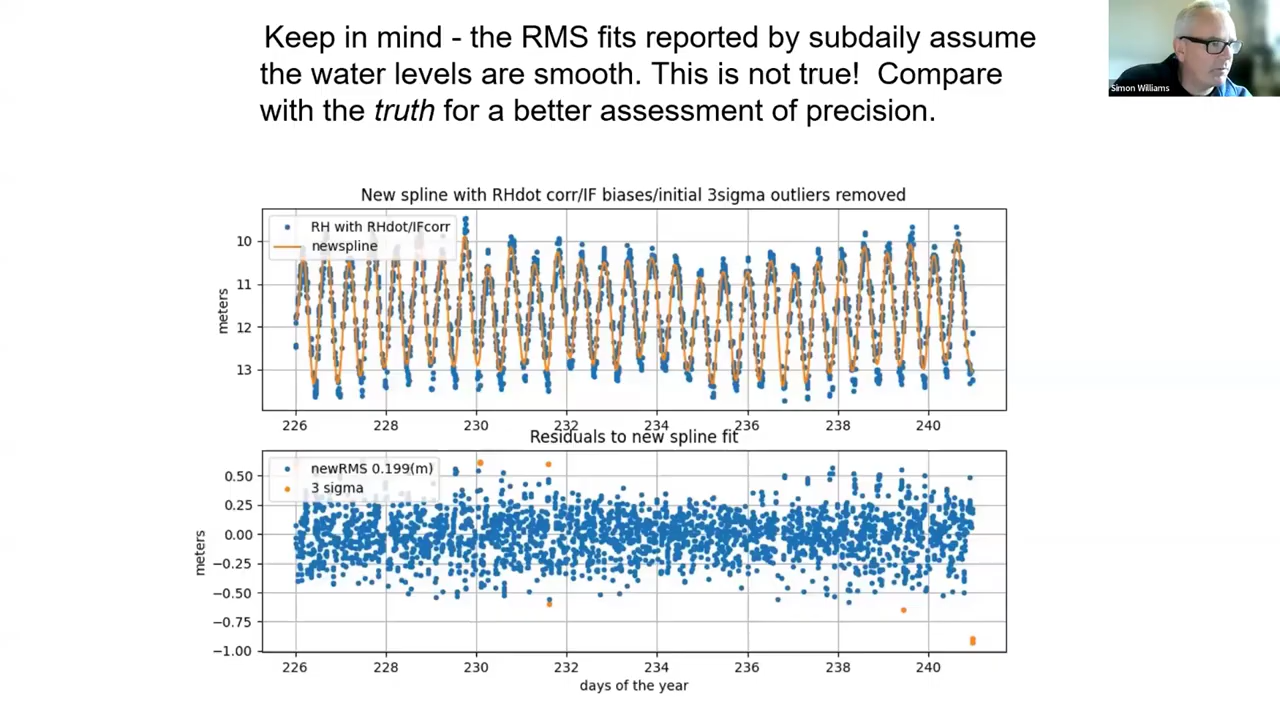 Keep in mind - the RMS fits reported by subdaily assume
the water levels are smooth. This is not true! Compare
with the truth for a better assessment of precision.
Simon Williams
New spline with RHdot corr/IF biases/initial 3sigma outliers removed
RH with RHdot/IFcorr
newspline
10
11
12
13
meters
226 228 230 232 234 236 238 240
Residuals to new spline fit
newRMS 0.199(m)
3 sigma
0.50
0.25
0.00
−0.25
−0.50
−0.75
−1.00
meters
226 228 230 232 234 236 238 240
days of the year